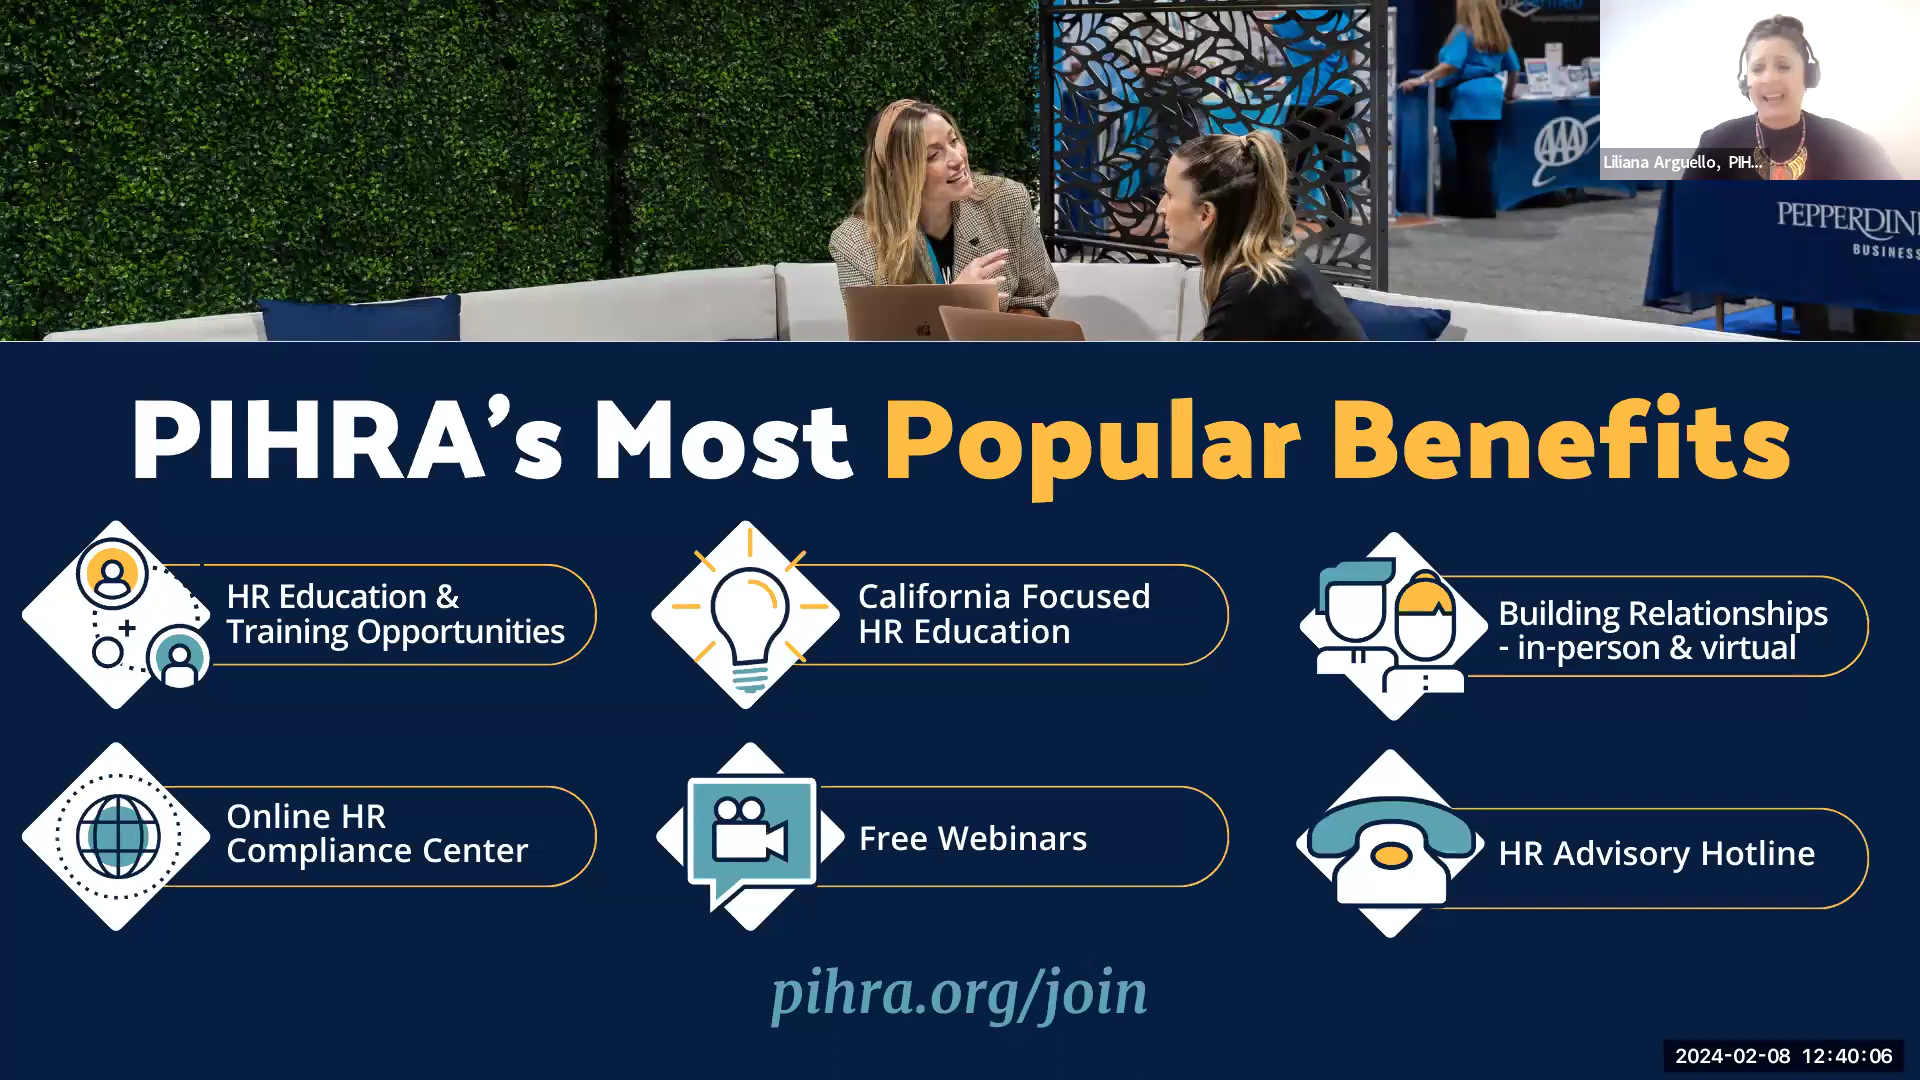 Liliana Arguello, PIH...
PEPPERDIN
BUSINESS
PIHRA's Most Popular Benefits
HR Education &
Training Opportunities
California Focused
HR Education
Building Relationships
- in-person & virtual
Online HR
Compliance Center
Free Webinars
HR Advisory Hotline
pihra.org/join
2024-02-08 12:40:06